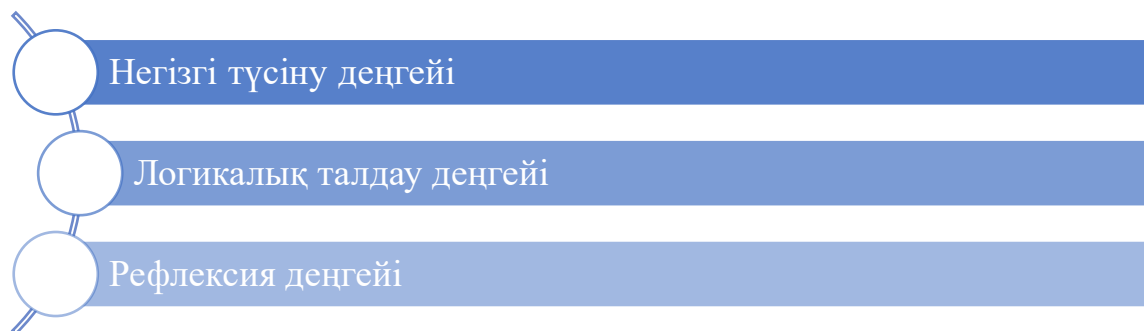 Негізгі түсіну деңгейі
Логикалық талдау деңгейі
Рефлексия деңгейі